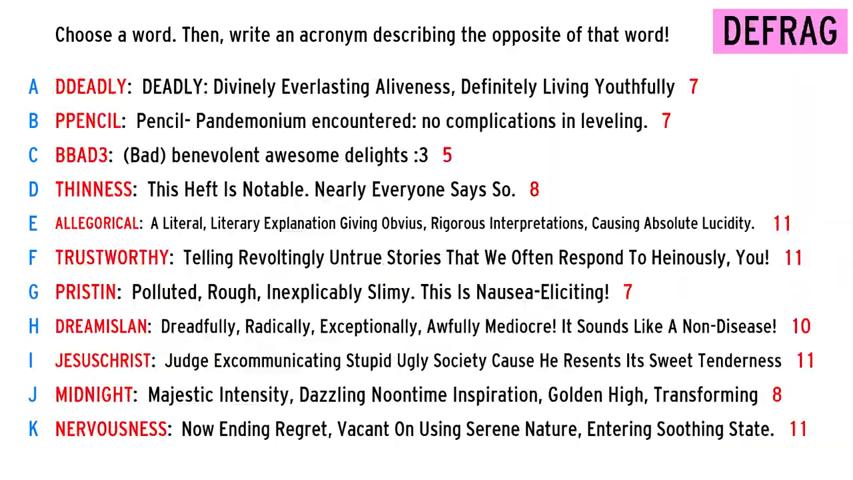 Choose a word. Then, write an acronym describing the opposite of that word!
DEFRAG
A DDEADLY: DEADLY: Divinely Everlasting Aliveness, Definitely Living Youthfully 7
B PPENCIL: Pencil- Pandemonium encountered: no complications in leveling. 7
C BBAD3: (Bad) benevolent awesome delights :3 5
D THINNESS: This Heft Is Notable. Nearly Everyone Says So. 8
E ALLEGORICAL: A Literal, Literary Explanation Giving Obvius, Rigorous Interpretations, Causing Absolute Lucidity. 11
F TRUSTWORTHY: Telling Revoltingly Untrue Stories That We Often Respond To Heinously, You! 11
G PRISTIN: Polluted, Rough, Inexplicably Slimy. This Is Nausea-Eliciting! 7
H DREAMISLAN: Dreadfully, Radically, Exceptionally, Awfully Mediocre! It Sounds Like A Non-Disease! 10
I JESUSCHRIST: Judge Excommunicating Stupid Ugly Society Cause He Resents Its Sweet Tenderness 11
J MIDNIGHT: Majestic Intensity, Dazzling Noontime Inspiration, Golden High, Transforming 8
K NERVOUSNESS: Now Ending Regret, Vacant On Using Serene Nature, Entering Soothing State. 11